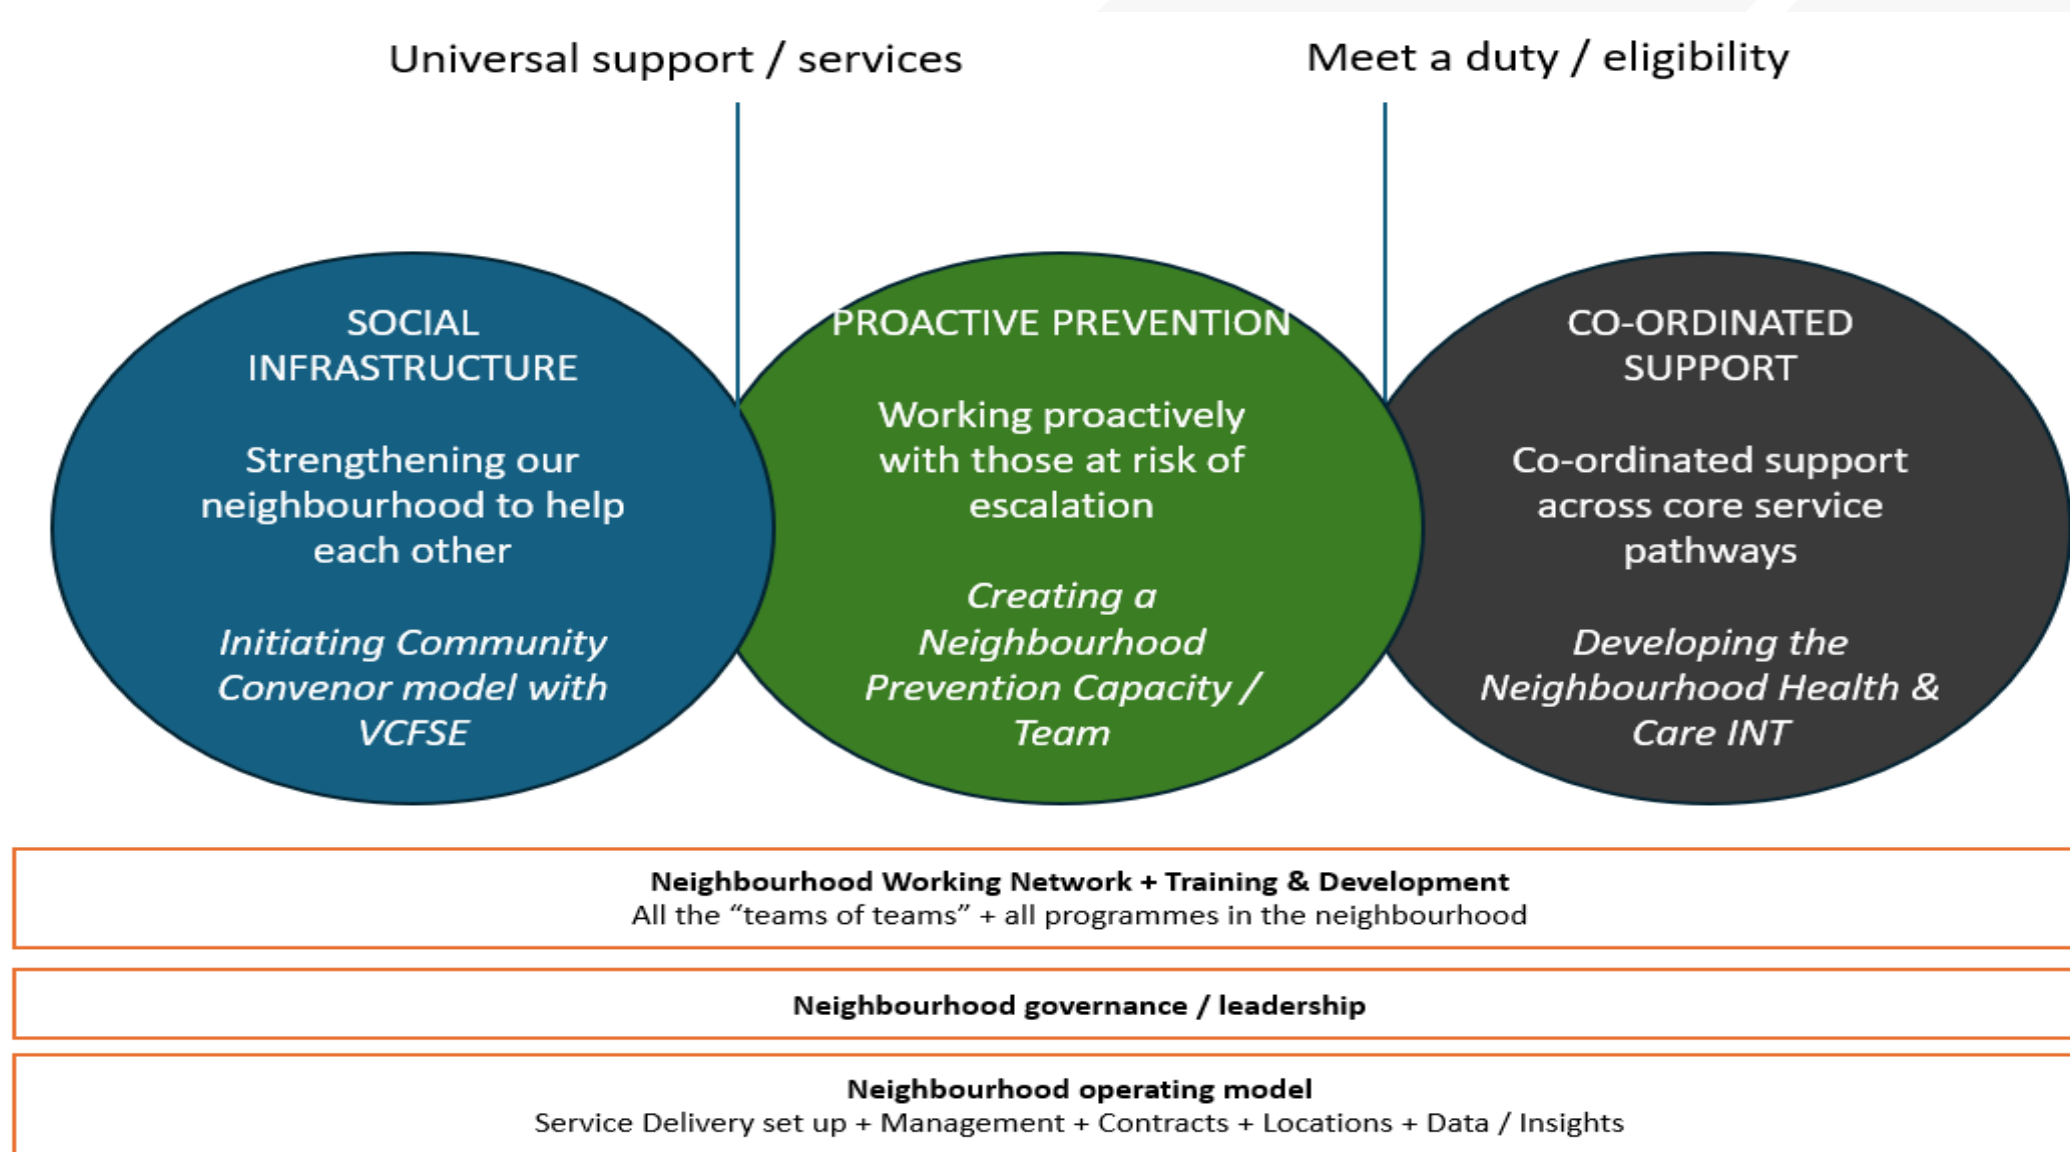 Universal support / services
Meet a duty / eligibility
SOCIAL
INFRASTRUCTURE
Strengthening our
neighbourhood to help
each other
Initiating Community
Convenor model with
VCFSE
PROACTIVE PREVENTION
Working proactively
with those at risk of
escalation
Creating a
Neighbourhood
Prevention Capacity /
Team
CO-ORDINATED
SUPPORT
Co-ordinated support
across core service
pathways
Developing the
Neighbourhood Health &
Care INT
Neighbourhood Working Network + Training & Development
All the “teams of teams” + all programmes in the neighbourhood
Neighbourhood governance / leadership
Neighbourhood operating model
Service Delivery set up + Management + Contracts + Locations + Data / Insights